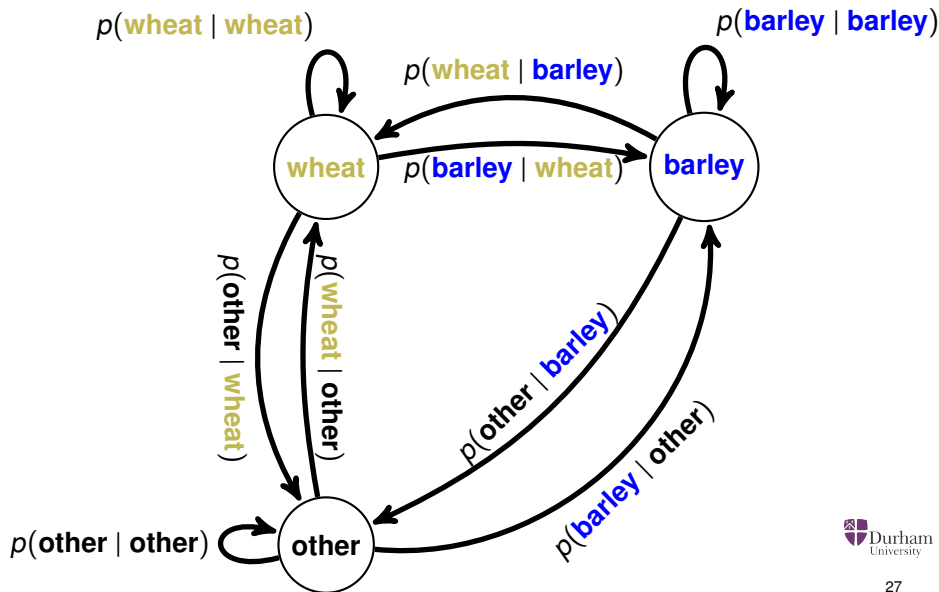 p(wheat | wheat)
p(barley | barley)
p(wheat | barley)
wheat
p(barley | wheat)
barley
p(other | wheat)
p(wheat | other)
p(other | barley)
p(barley | other)
p(other | other)
other
Durham
University
27